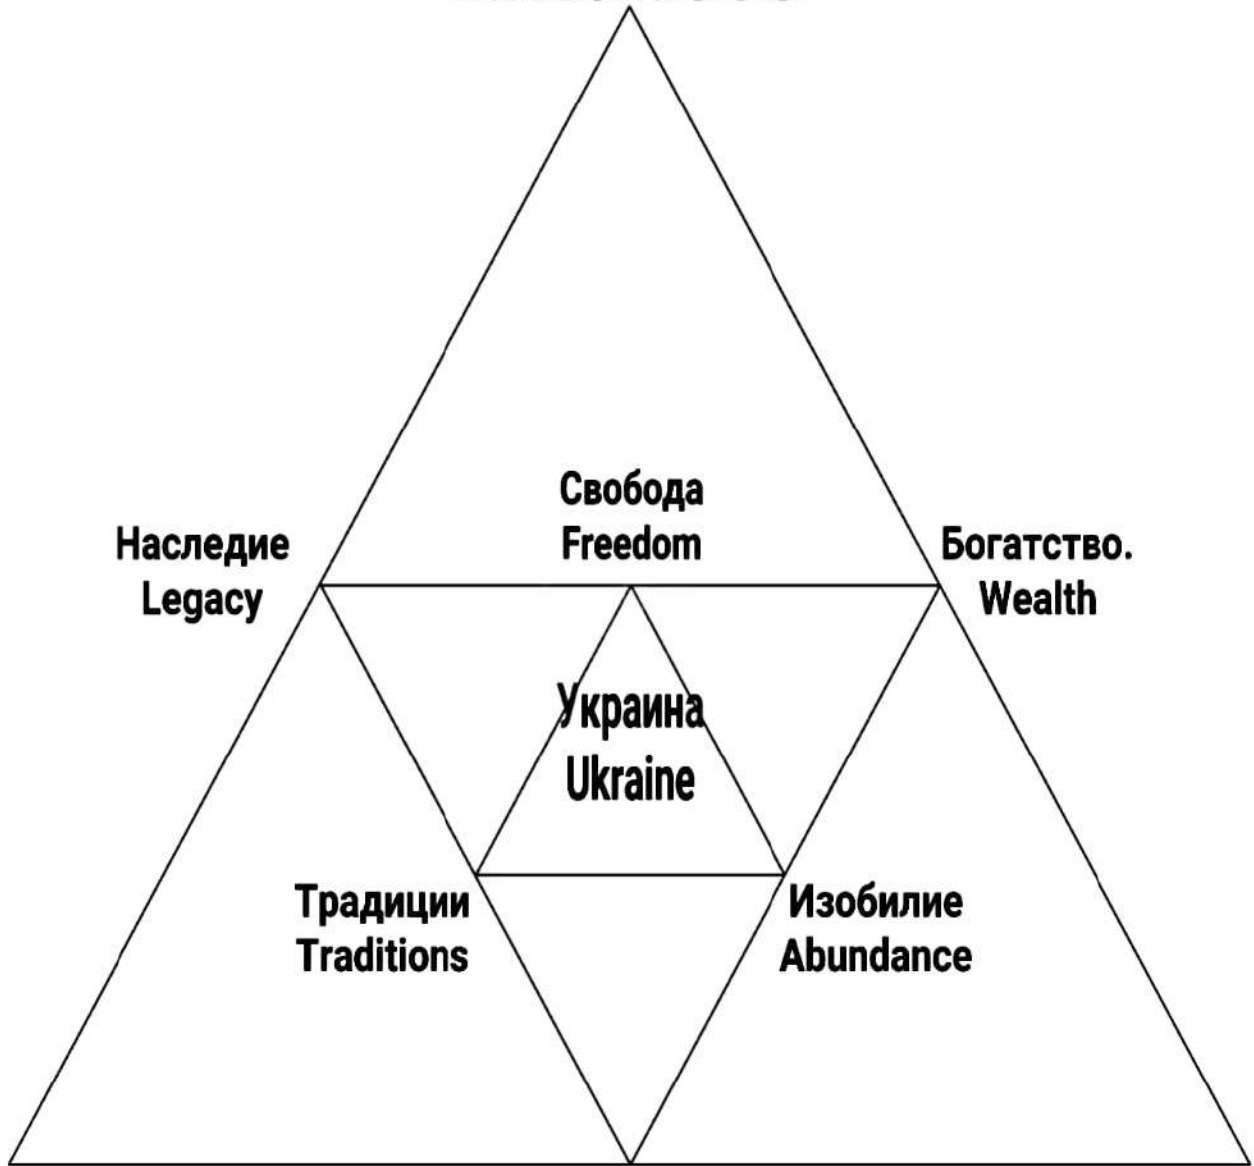 Свобода
Freedom
Наследие
Legacy
Богатство.
Wealth
Украина
Ukraine
Традиции
Traditions
Изобилие
Abundance